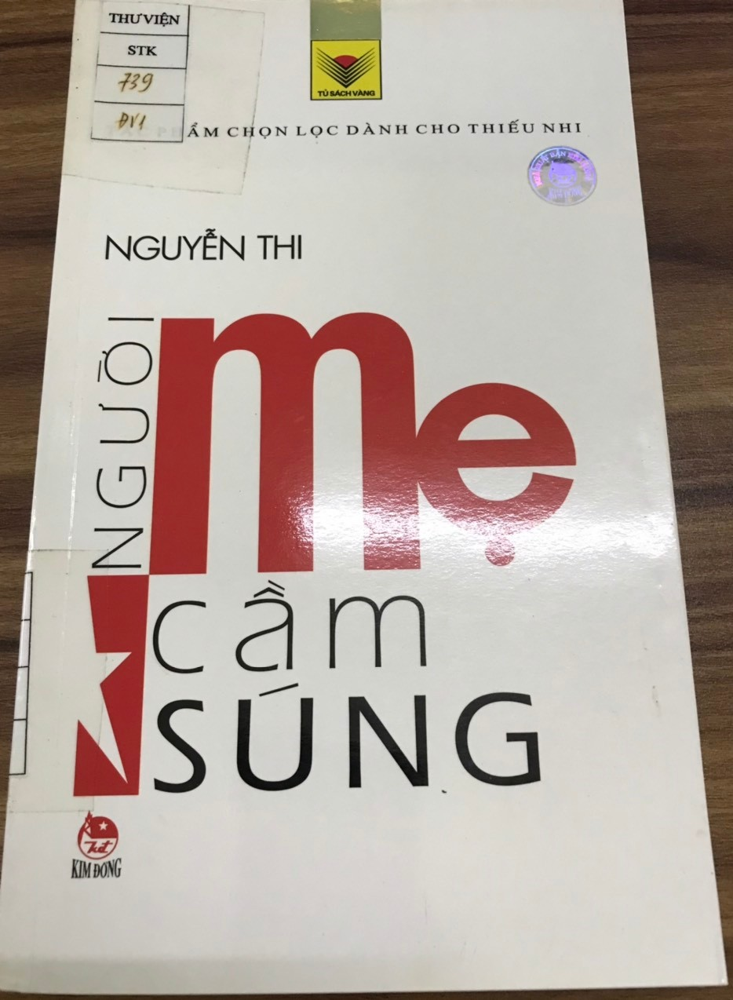 THƯ VIỆN
STK
739
ĐV1
TỦ SÁCH VÀNG
ẨM CHỌN LỌC DÀNH CHO THIẾU NHI
NGUYỄN THI
NGƯỜI
mẹ
cầm
SÚNG
KIM ĐỒNG